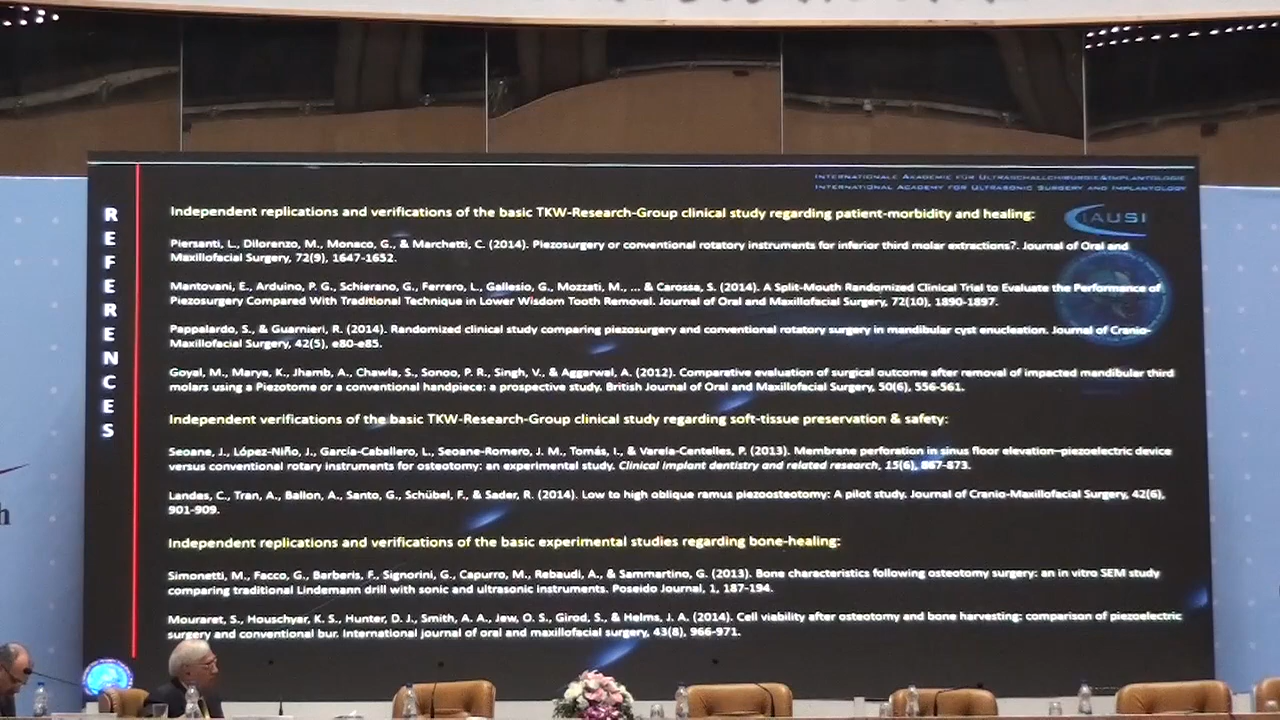 INTERNATIONALE AKADEMIE FÜR ULTRASCHALLCHIRURGIE&IMPLANTOLOGIE
INTERNATIONAL ACADEMY FOR ULTRASONIC SURGERY AND IMPLANTOLOGY
IAUSI
REFERENCES
Independent replications and verifications of the basic TKW-Research-Group clinical study regarding patient-morbidity and healing:
Piersanti, L., Dilorenzo, M., Monaco, G., & Marchetti, C. (2014). Piezosurgery or conventional rotatory instruments for inferior third molar extractions?. Journal of Oral and
Maxillofacial Surgery, 72(9), 1647-1652.
Mantovani, E., Arduino, P. G., Schierano, G., Ferrero, L., Gallesio, G., Mozzati, M., ... & Carossa, S. (2014). A Split-Mouth Randomized Clinical Trial to Evaluate the Performance of
Piezosurgery Compared With Traditional Technique in Lower Wisdom Tooth Removal. Journal of Oral and Maxillofacial Surgery, 72(10), 1890-1897.
Pappalardo, S., & Guarnieri, R. (2014). Randomized clinical study comparing piezosurgery and conventional rotatory surgery in mandibular cyst enucleation. Journal of Cranio-
Maxillofacial Surgery, 42(5), e80-e85.
Goyal, M., Marya, K., Jhamb, A., Chawla, S., Sonoo, P. R., Singh, V., & Aggarwal, A. (2012). Comparative evaluation of surgical outcome after removal of impacted mandibular third
molars using a Piezotome or a conventional handpiece: a prospective study. British Journal of Oral and Maxillofacial Surgery, 50(6), 556-561.
Independent verifications of the basic TKW-Research-Group clinical study regarding soft-tissue preservation & safety:
Seoane, J., López-Niño, J., García-Caballero, L., Seoane-Romero, J. M., Tomás, I., & Varela-Centelles, P. (2013). Membrane perforation in sinus floor elevation–piezoelectric device
versus conventional rotary instruments for osteotomy: an experimental study. Clinical implant dentistry and related research, 15(6), 867-873.
Landes, C., Tran, A., Ballon, A., Santo, G., Schübel, F., & Sader, R. (2014). Low to high oblique ramus piezoosteotomy: A pilot study. Journal of Cranio-Maxillofacial Surgery, 42(6),
901-909.
Independent replications and verifications of the basic experimental studies regarding bone-healing:
Simonetti, M., Facco, G., Barberis, F., Signorini, G., Capurro, M., Rebaudi, A., & Sammartino, G. (2013). Bone characteristics following osteotomy surgery: an in vitro SEM study
comparing traditional Lindemann drill with sonic and ultrasonic instruments. Poseido Journal, 1, 187-194.
Mouraret, S., Houschyar, K. S., Hunter, D. J., Smith, A. A., Jew, O. S., Girod, S., & Helms, J. A. (2014). Cell viability after osteotomy and bone harvesting: comparison of piezoelectric
surgery and conventional bur. International journal of oral and maxillofacial surgery, 43(8), 966-971.